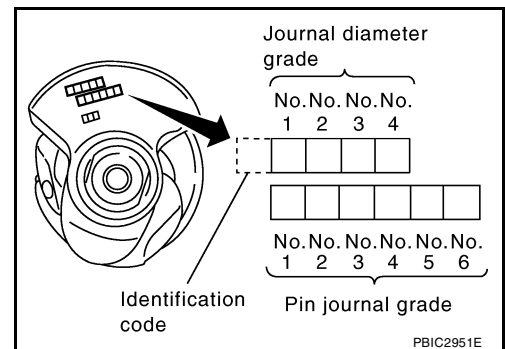 Journal diameter
grade
No. No. No. No.
1 2 3 4
No. No. No. No. No. No.
1 2 3 4 5 6
Identification
code
Pin journal grade
PBIC2951E